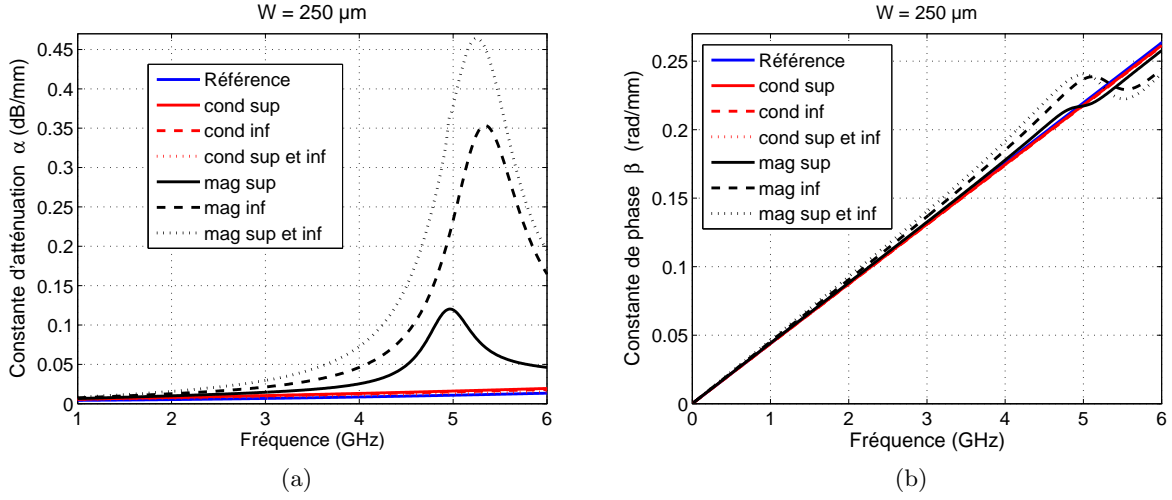 W = 250 µm
Constante d'atténuation α (dB/mm)
0.45
0.4
0.35
0.3
0.25
0.2
0.15
0.1
0.05
0
Référence
cond sup
cond inf
cond sup et inf
mag sup
mag inf
mag sup et inf
1 2 3 4 5 6
Fréquence (GHz)
(a)
W = 250 µm
Constante de phase β (rad/mm)
0.25
0.2
0.15
0.1
0.05
0
Référence
cond sup
cond inf
cond sup et inf
mag sup
mag inf
mag sup et inf
0 1 2 3 4 5 6
Fréquence (GHz)
(b)